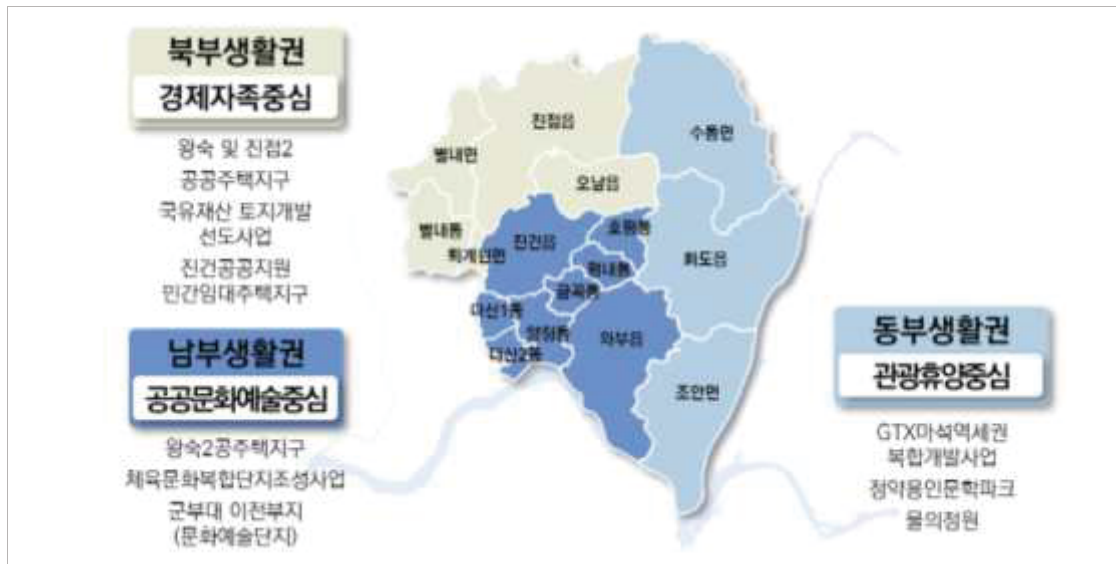 북부생활권
경제자족중심
왕숙 및 진접2
공공주택지구
국유재산 토지개발
선도사업
진건공공지원
민간임대주택지구
남부생활권
공공문화예술중심
왕숙2공주택지구
체육문화복합단지조성사업
군부대 이전부지
(문화예술단지)
진접읍
수동면
별내면
오남읍
별내동
퇴계원면
진건읍
호평동
평내동
금곡동
화도읍
다산1동
양정동
다산2동
와부읍
조안면
동부생활권
관광휴양중심
GTX마석역세권
복합개발사업
정약용인문학파크
물의정원